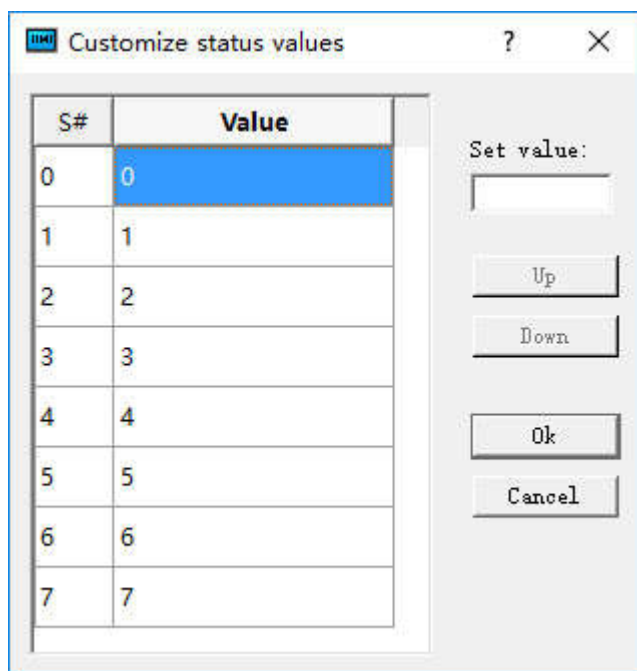 Customize status values
S# Value
0 0
1 1
2 2
3 3
4 4
5 5
6 6
7 7
Set value:
Up
Down
Ok
Cancel